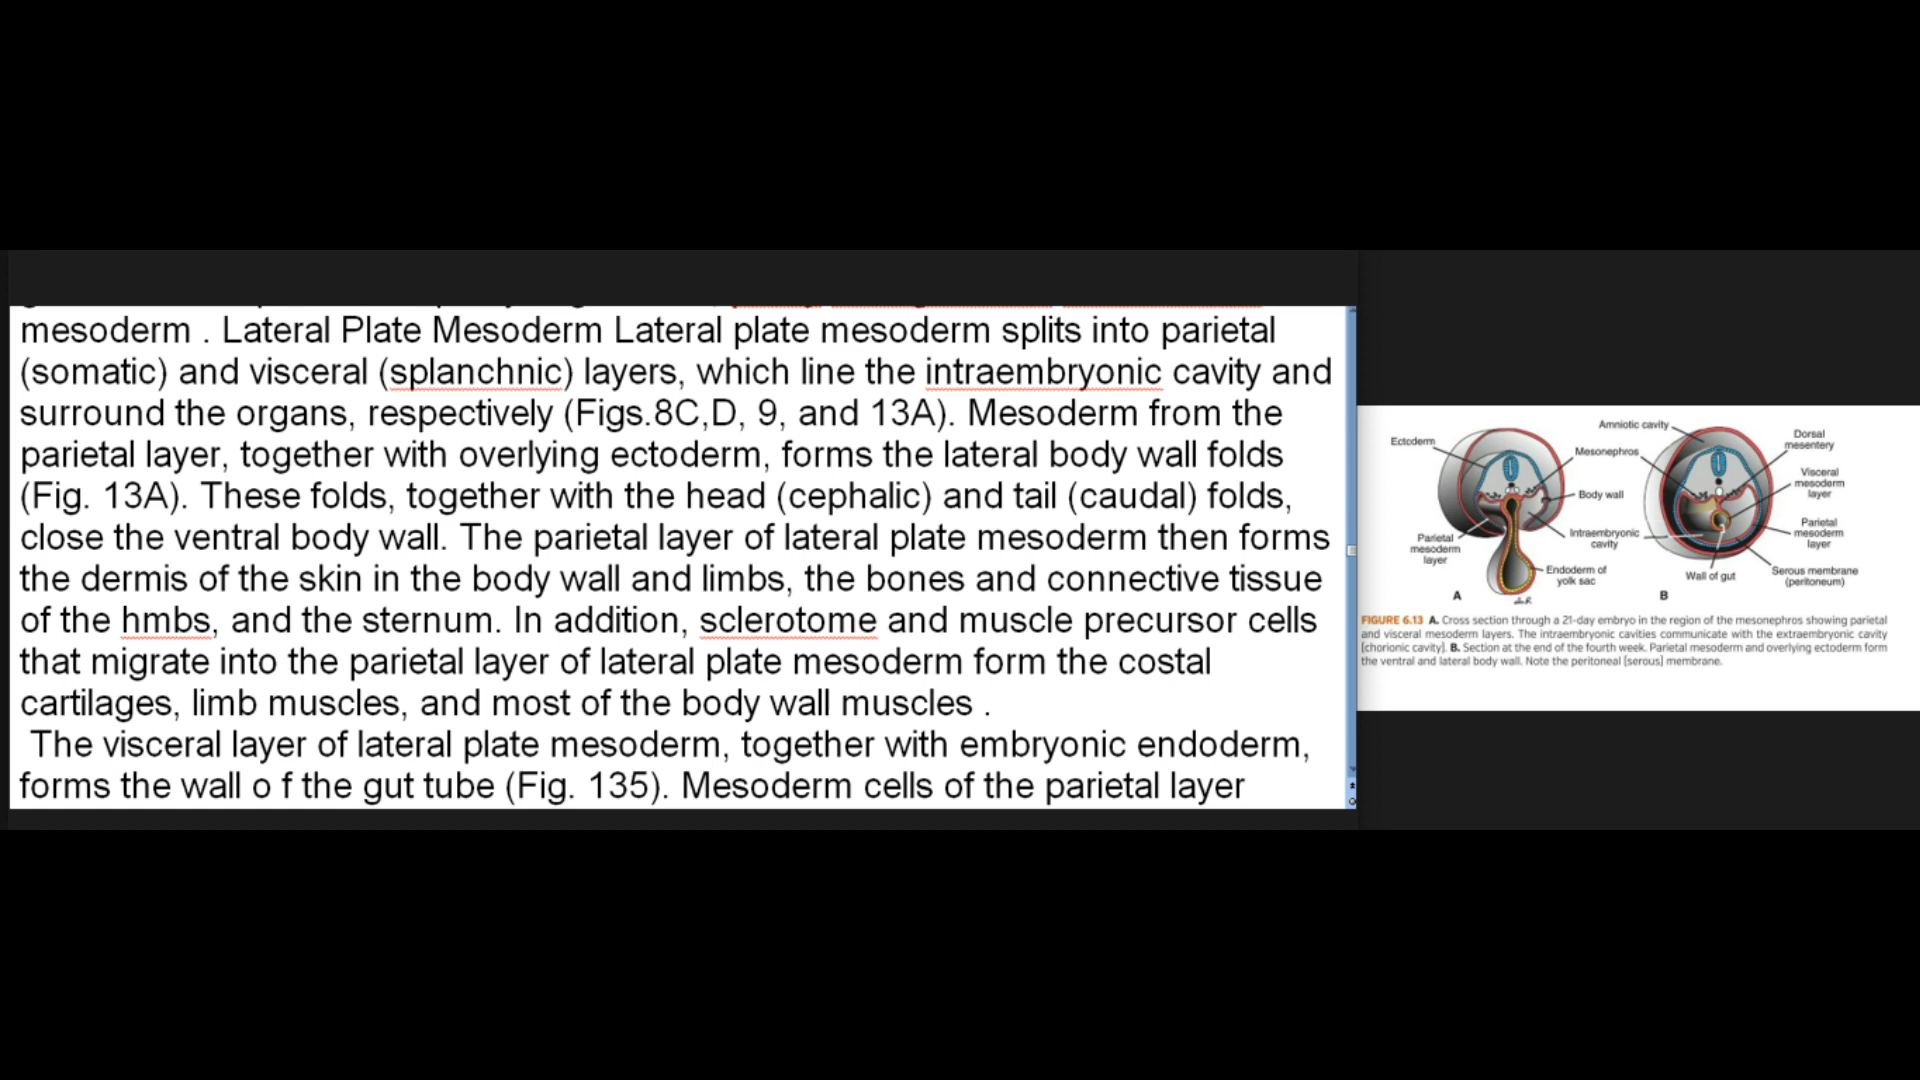 mesoderm . Lateral Plate Mesoderm Lateral plate mesoderm splits into parietal
(somatic) and visceral (splanchnic) layers, which line the intraembryonic cavity and
surround the organs, respectively (Figs.8C,D, 9, and 13A). Mesoderm from the
parietal layer, together with overlying ectoderm, forms the lateral body wall folds
(Fig. 13A). These folds, together with the head (cephalic) and tail (caudal) folds,
close the ventral body wall. The parietal layer of lateral plate mesoderm then forms
the dermis of the skin in the body wall and limbs, the bones and connective tissue
of the hmbs, and the sternum. In addition, sclerotome and muscle precursor cells
that migrate into the parietal layer of lateral plate mesoderm form the costal
cartilages, limb muscles, and most of the body wall muscles .
The visceral layer of lateral plate mesoderm, together with embryonic endoderm,
forms the wall o f the gut tube (Fig. 135). Mesoderm cells of the parietal layer
Ectoderm
Parietal
mesoderm
layer
Amniotic cavity
Mesonephros
Body wall
Intraembryonic
cavity
Endoderm of
yolk sac
A
Dorsal
mesentery
Visceral
mesoderm
layer
Parietal
mesoderm
layer
Serous membrane
(peritoneum)
Wall of gut
B
FIGURE 6.13 A. Cross section through a 21-day embryo in the region of the mesonephros showing parietal
and visceral mesoderm layers. The intraembryonic cavities communicate with the extraembryonic cavity
[chorionic cavity]. B. Section at the end of the fourth week. Parietal mesoderm and overlying ectoderm form
the ventral and lateral body wall. Note the peritoneal [serous] membrane.